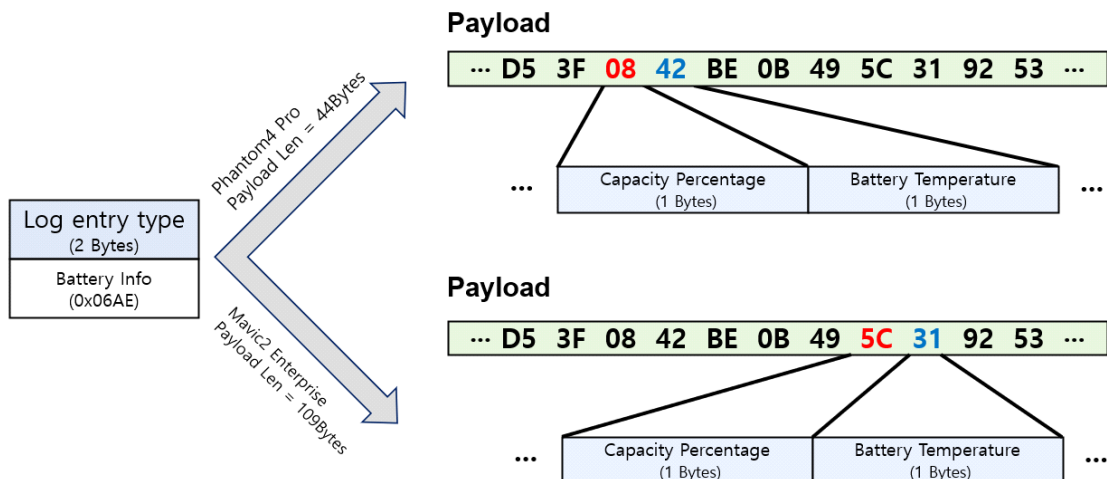 Payload
... D5 3F 08 42 BE 0B 49 5C 31 92 53 ...
Phantom4 Pro
Payload Len = 44Bytes
... Capacity Percentage Battery Temperature ...
(1 Bytes) (1 Bytes)
Log entry type
(2 Bytes)
Battery Info
(0x06AE)
Payload
... D5 3F 08 42 BE 0B 49 5C 31 92 53 ...
Mavic2 Enterprise
Payload Len = 109Bytes
... Capacity Percentage Battery Temperature ...
(1 Bytes) (1 Bytes)